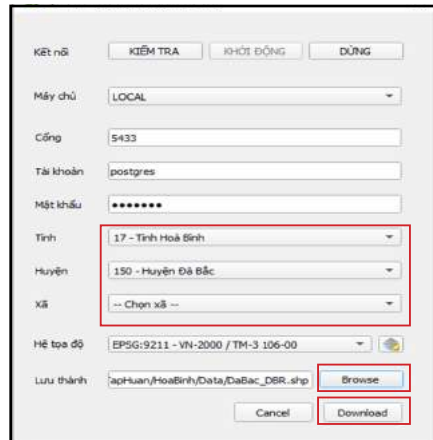 Kết nối KIỂM TRA KHỞI ĐỘNG DỪNG
Máy chủ LOCAL
Cổng 5433
Tài khoản postgres
Mật khẩu •••••••
Tỉnh 17 - Tỉnh Hoà Bình
Huyện 150 - Huyện Đà Bắc
Xã -- Chọn xã --
Hệ tọa độ EPSG:9211 - VN-2000 / TM-3 106-00
Lưu thành apHuan/HoaBinh/Data/DaBac_DBR.shp Browse
Cancel Download